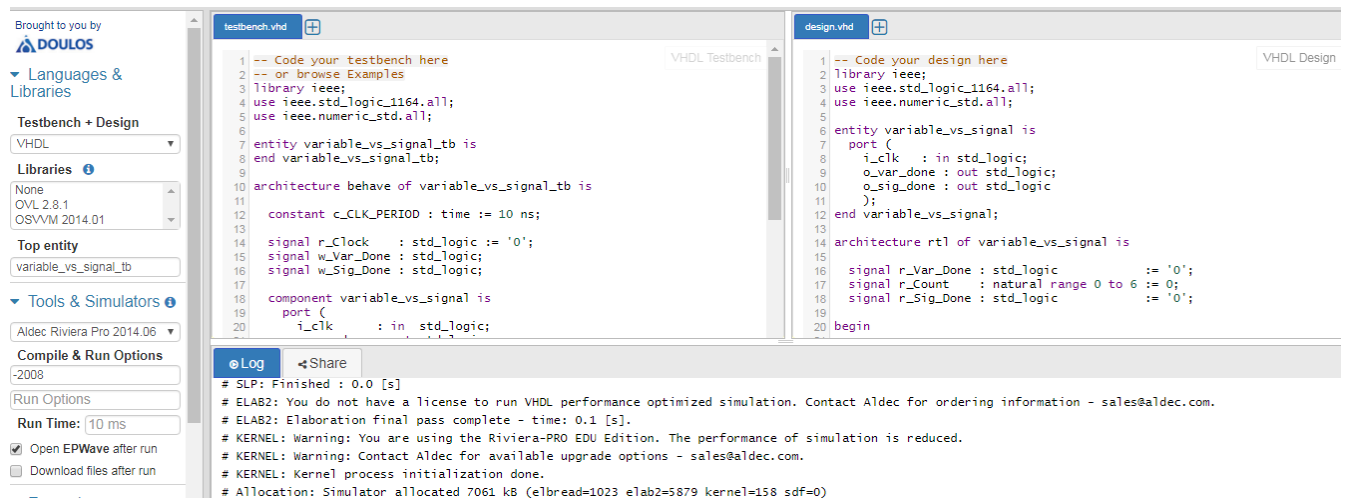 Brought to you by
DOULOS
Languages & Libraries
Testbench + Design
VHDL
Libraries
None
OVL 2.8.1
OSVVM 2014.01
Top entity
variable_vs_signal_tb
Tools & Simulators
Aldec Riviera Pro 2014.06
Compile & Run Options
-2008
Run Options
Run Time: 10 ms
Open EPWave after run
Download files after run
testbench.vhd
VHDL Testbench
1 -- Code your testbench here
2 -- or browse Examples
3 library ieee;
4 use ieee.std_logic_1164.all;
5 use ieee.numeric_std.all;
6
7 entity variable_vs_signal_tb is
8 end variable_vs_signal_tb;
9
10 architecture behave of variable_vs_signal_tb is
11
12 constant c_CLK_PERIOD : time := 10 ns;
13
14 signal r_Clock : std_logic := '0';
15 signal w_Var_Done : std_logic;
16 signal w_Sig_Done : std_logic;
17
18 component variable_vs_signal is
19 port (
20 i_clk : in std_logic;
design.vhd
VHDL Design
1 -- Code your design here
2 library ieee;
3 use ieee.std_logic_1164.all;
4 use ieee.numeric_std.all;
5
6 entity variable_vs_signal is
7 port (
8 i_clk : in std_logic;
9 o_var_done : out std_logic;
10 o_sig_done : out std_logic
11 );
12 end variable_vs_signal;
13
14 architecture rtl of variable_vs_signal is
15
16 signal r_Var_Done : std_logic := '0';
17 signal r_Count : natural range 0 to 6 := 0;
18 signal r_Sig_Done : std_logic := '0';
19
20 begin
Log
Share
# SLP: Finished : 0.0 [s]
# ELAB2: You do not have a license to run VHDL performance optimized simulation. Contact Aldec for ordering information - sales@aldec.com.
# ELAB2: Elaboration final pass complete - time: 0.1 [s].
# KERNEL: Warning: You are using the Riviera-PRO EDU Edition. The performance of simulation is reduced.
# KERNEL: Warning: Contact Aldec for available upgrade options - sales@aldec.com.
# KERNEL: Kernel process initialization done.
# Allocation: Simulator allocated 7061 kB (elbread=1023 elab2=5879 kernel=158 sdf=0)